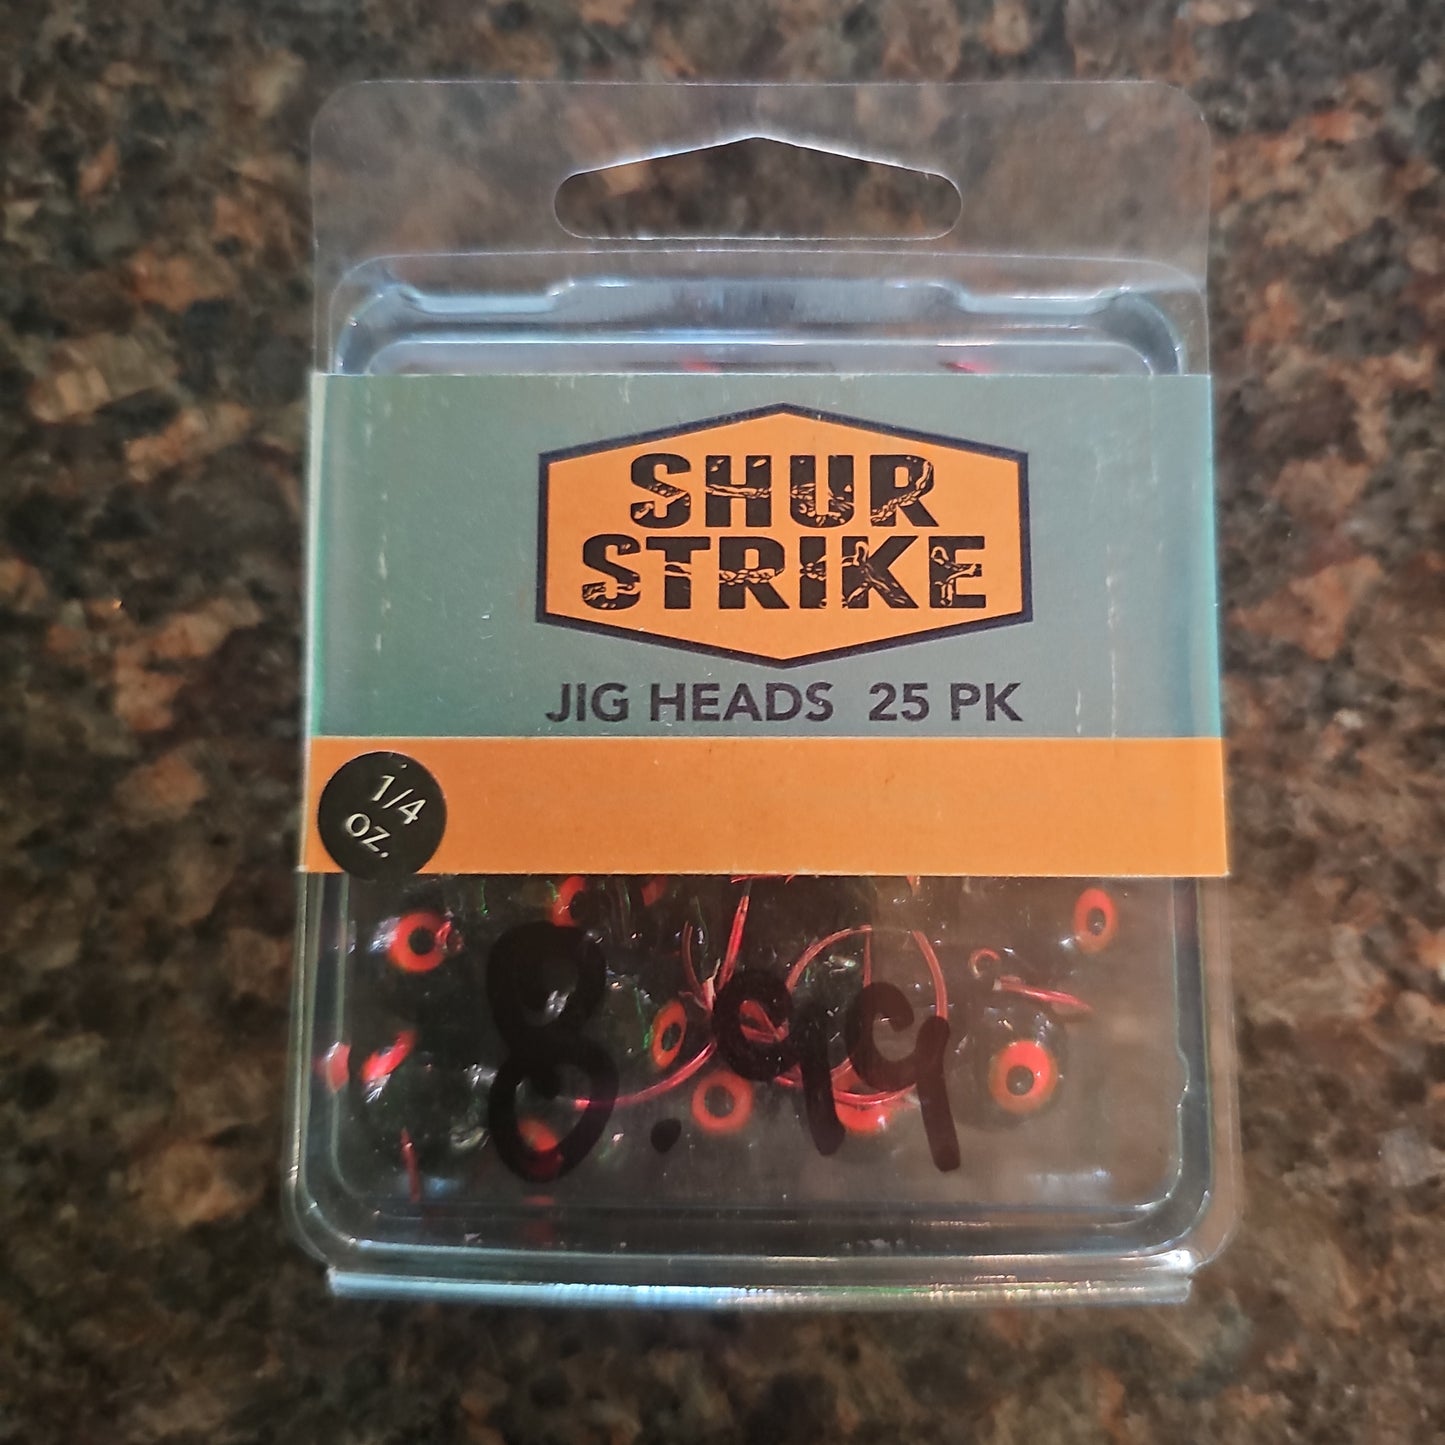 SHUR
STRIKE
JIG HEADS 25 PK
1/4
oz.
8.99